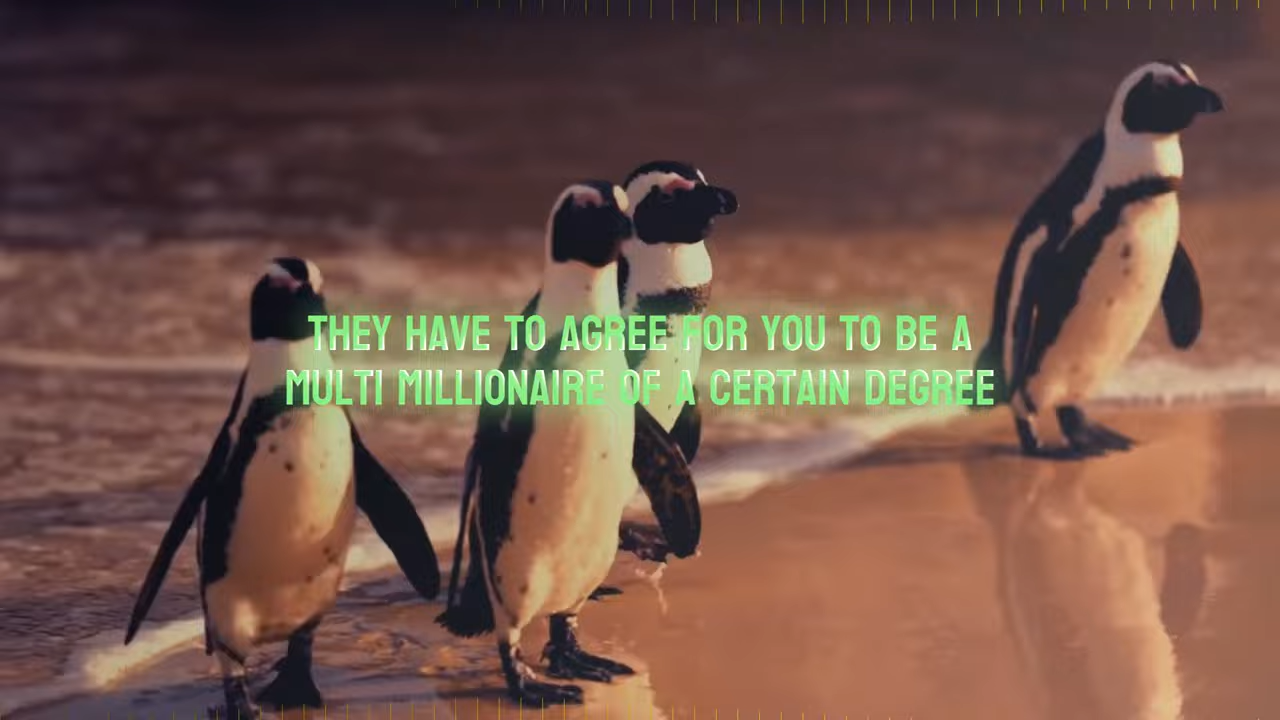 THEY HAVE TO AGREE FOR YOU TO BE A
MULTI MILLIONAIRE OF A CERTAIN DEGREE